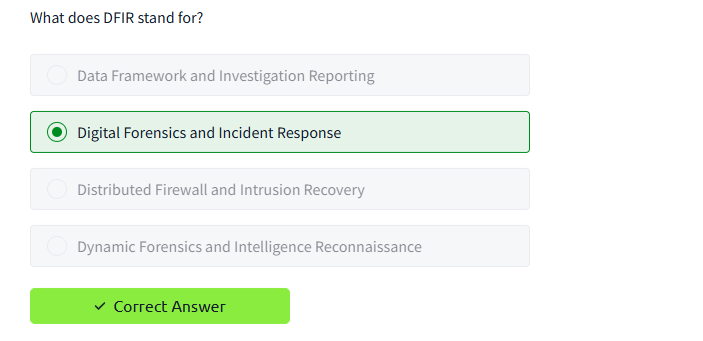 What does DFIR stand for?
Data Framework and Investigation Reporting
Digital Forensics and Incident Response
Distributed Firewall and Intrusion Recovery
Dynamic Forensics and Intelligence Reconnaissance
✓ Correct Answer